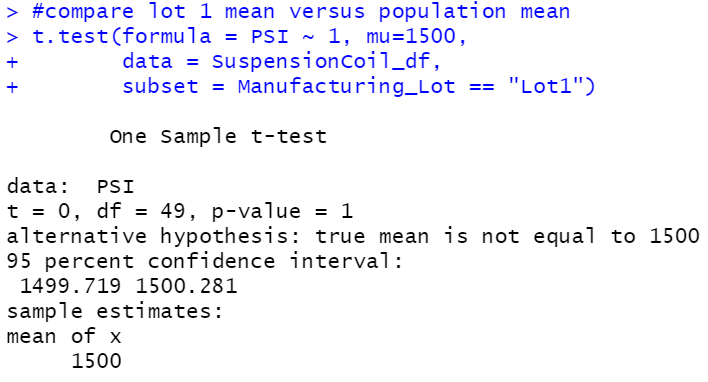 > #compare lot 1 mean versus population mean
> t.test(formula = PSI ~ 1, mu=1500,
+        data = SuspensionCoil_df,
+        subset = Manufacturing_Lot == "Lot1")
        One Sample t-test
data:  PSI
t = 0, df = 49, p-value = 1
alternative hypothesis: true mean is not equal to 1500
95 percent confidence interval:
 1499.719 1500.281
sample estimates:
mean of x
     1500